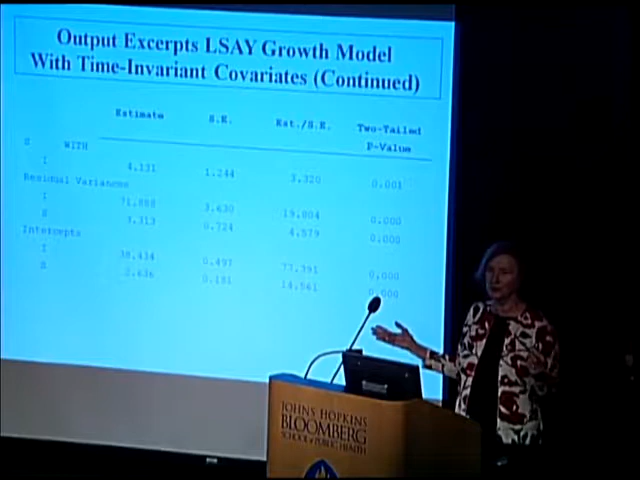 Output Excerpts LSAY Growth Model
With Time-Invariant Covariates (Continued)
Estimate S.E. Est./S.E. Two-Tailed
P-Value
S WITH
I 4.131 1.244 3.320 0.001
Residual Variances
I 71.888 3.630 19.804 0.000
S 3.313 0.724 4.579 0.000
Intercepts
I 38.434 0.497 77.391 0.000
S 2.636 0.181 14.561 0.000
JOHNS HOPKINS
BLOOMBERG
SCHOOL of PUBLIC HEALTH